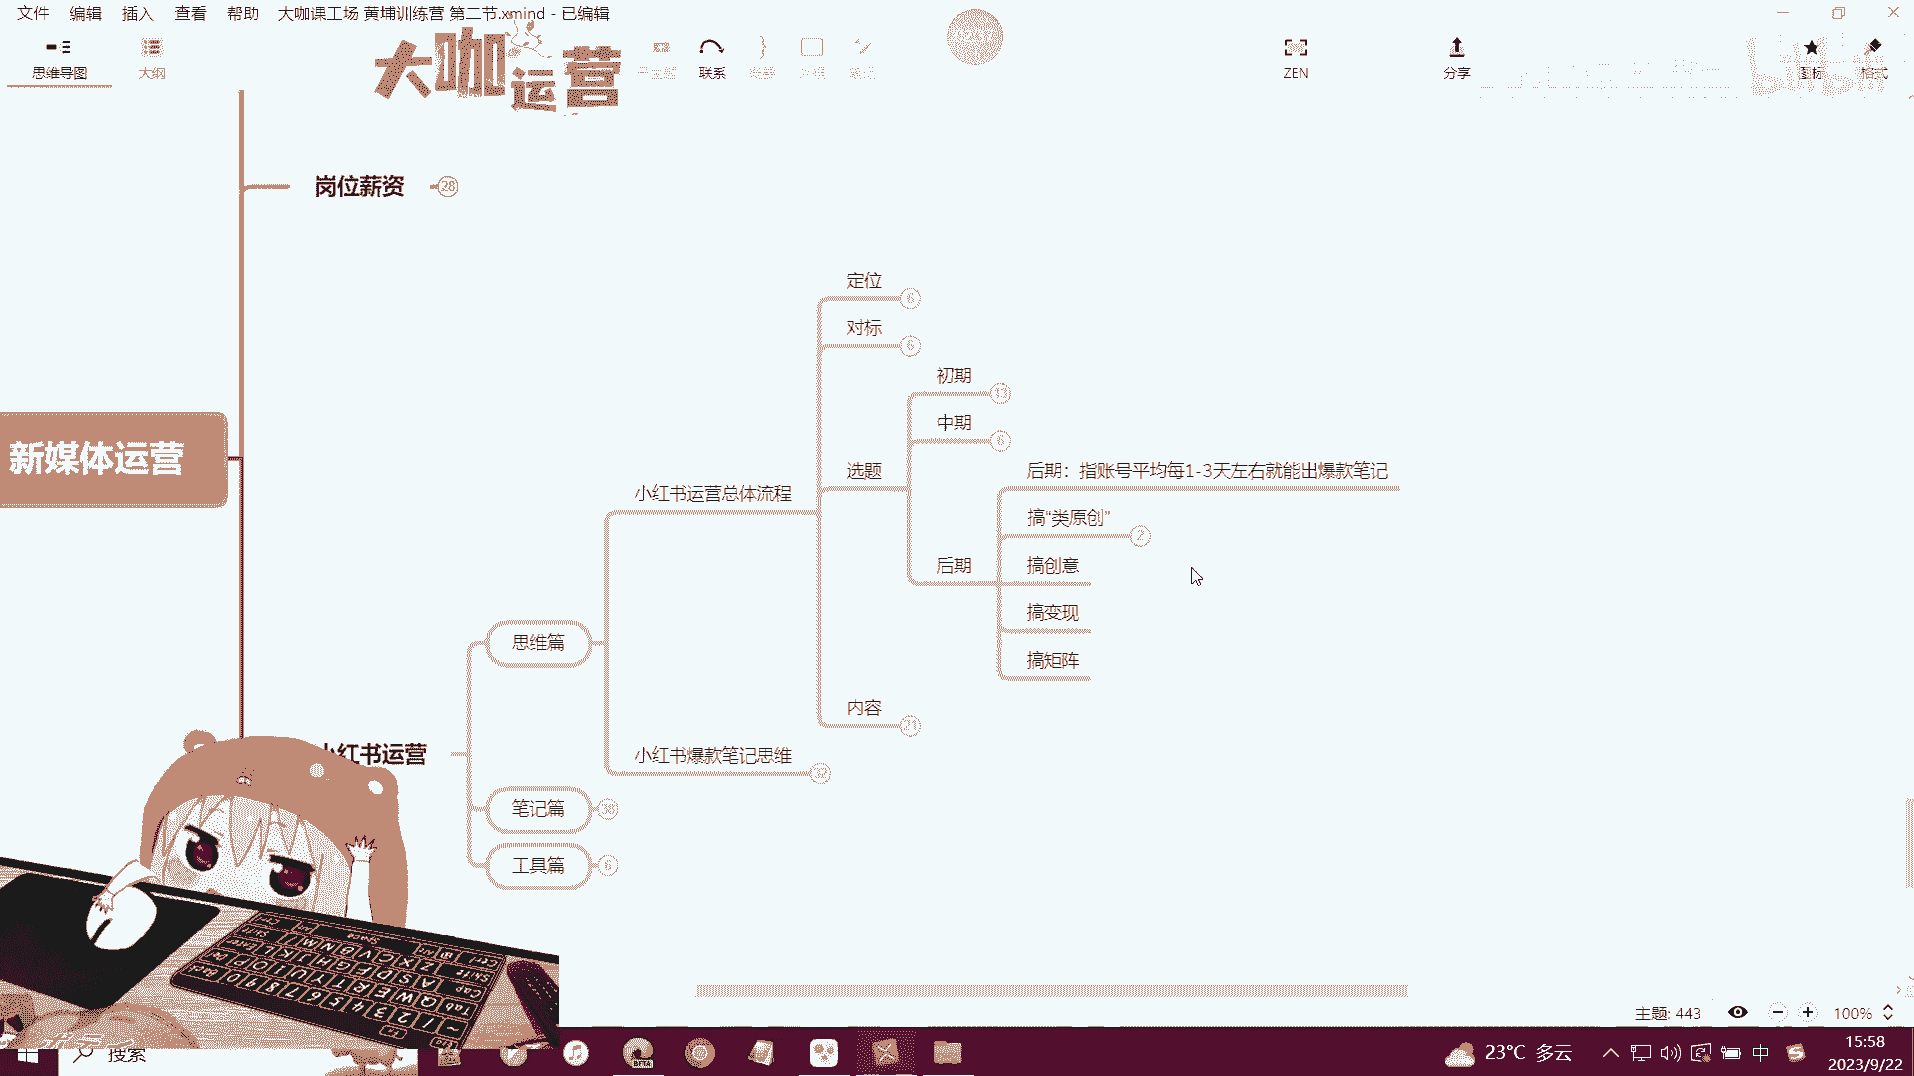 文件 编辑 插入 查看 帮助 大咖课工场 黄埔训练营 第二节.xmind - 已编辑
思维导图 大纲 联系 ZEN 分享 图标 格式
大咖运营
bilibili
岗位薪资 28
定位 6
对标 6
初期 13
中期 6
选题
后期：指账号平均每1-3天左右就能出爆款笔记
新媒体运营
小红书运营总体流程
搞“类原创” 2
后期
搞创意
搞变现
思维篇
搞矩阵
内容 21
小红书运营
小红书爆款笔记思维 32
笔记篇 38
工具篇 6
主题: 443 100%
搜索
BETA
23°C 多云
中
15:58
2023/9/22